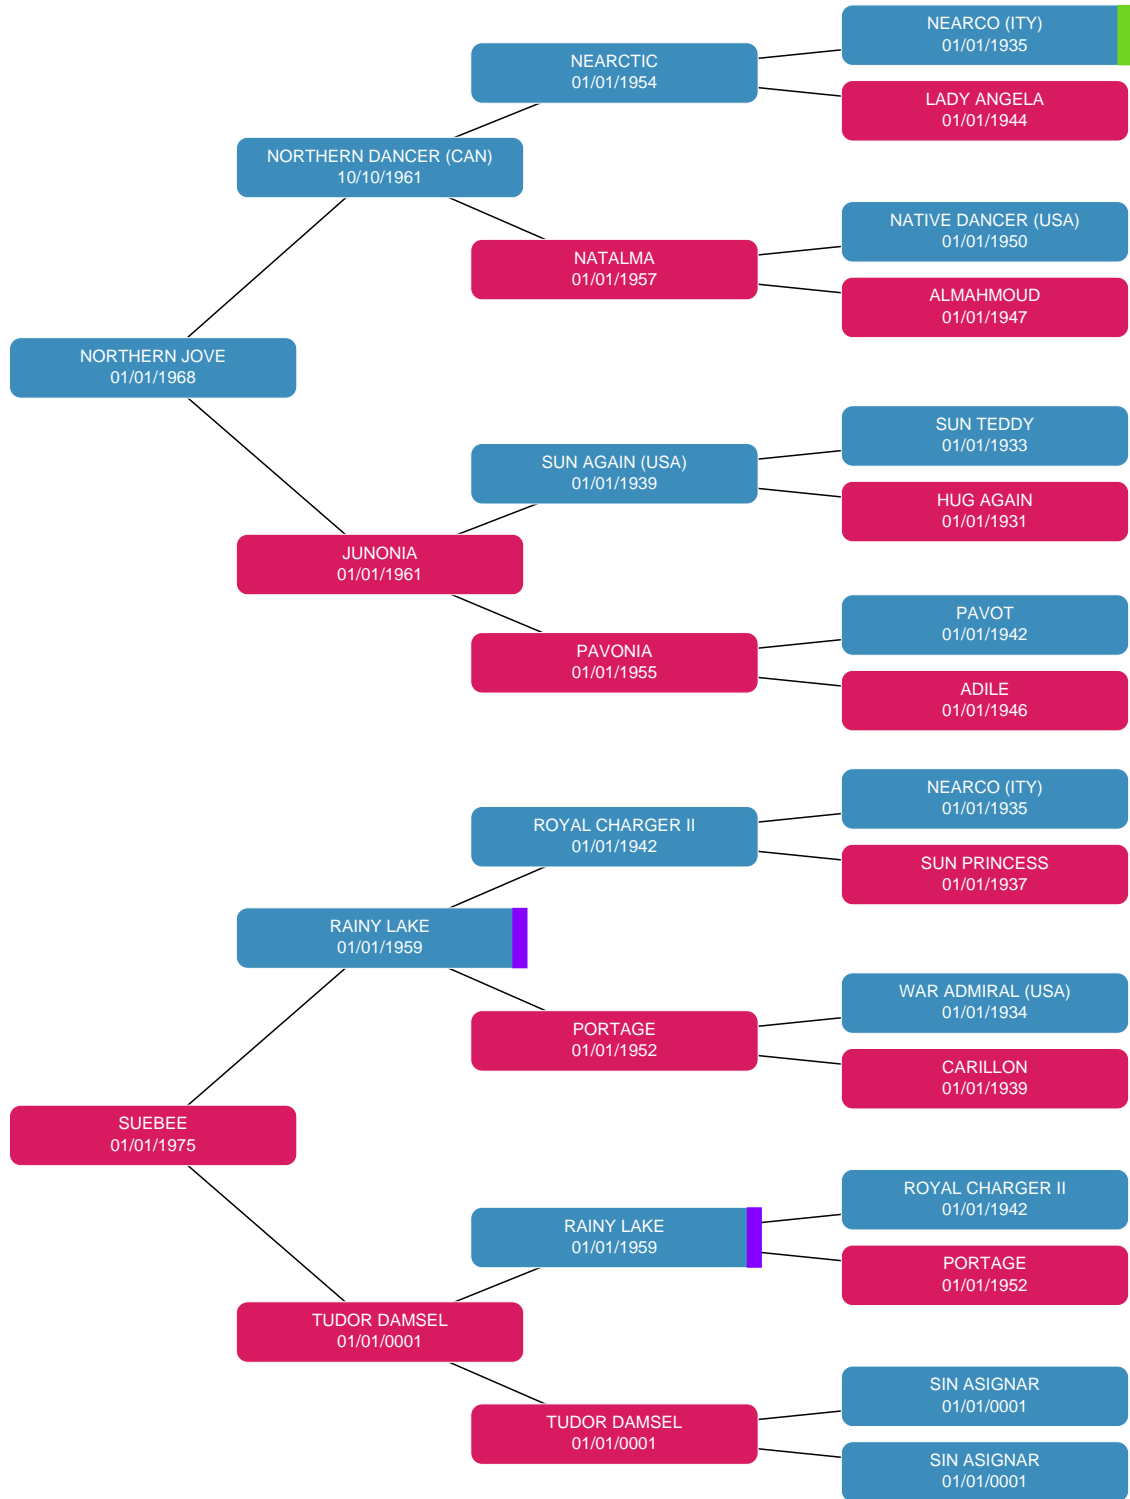 NEARCO (ITY)
01/01/1935
NEARCTIC
01/01/1954
LADY ANGELA
01/01/1944
NORTHERN DANCER (CAN)
10/10/1961
NATIVE DANCER (USA)
01/01/1950
NATALMA
01/01/1957
ALMAHMOUD
01/01/1947
NORTHERN JOVE
01/01/1968
SUN TEDDY
01/01/1933
SUN AGAIN (USA)
01/01/1939
HUG AGAIN
01/01/1931
JUNONIA
01/01/1961
PAVOT
01/01/1942
PAVONIA
01/01/1955
ADILE
01/01/1946
NEARCO (ITY)
01/01/1935
ROYAL CHARGER II
01/01/1942
SUN PRINCESS
01/01/1937
RAINY LAKE
01/01/1959
WAR ADMIRAL (USA)
01/01/1934
PORTAGE
01/01/1952
CARILLON
01/01/1939
SUEBEE
01/01/1975
ROYAL CHARGER II
01/01/1942
RAINY LAKE
01/01/1959
PORTAGE
01/01/1952
TUDOR DAMSEL
01/01/0001
SIN ASIGNAR
01/01/0001
TUDOR DAMSEL
01/01/0001
SIN ASIGNAR
01/01/0001